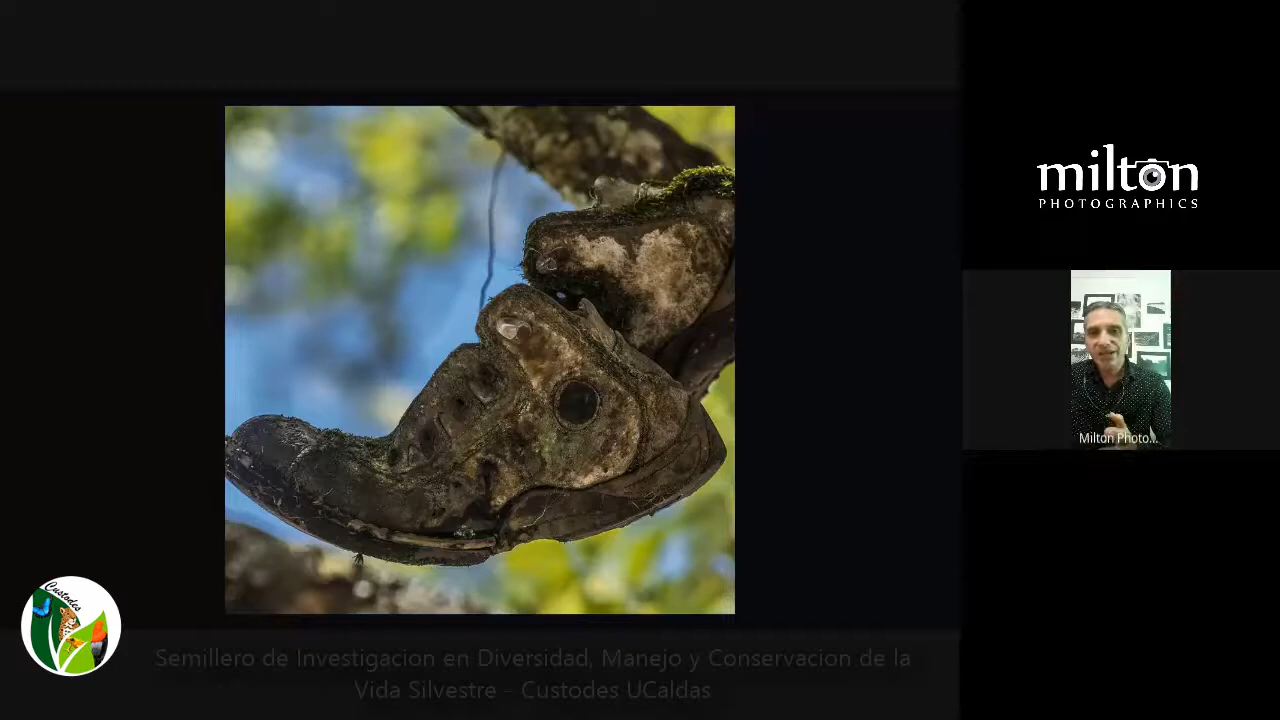 milton
PHOTOGRAPHICS
Milton Photo...
Custodes
Semillero de Investigacion en Diversidad, Manejo y Conservacion de la
Vida Silvestre - Custodes UCaldas